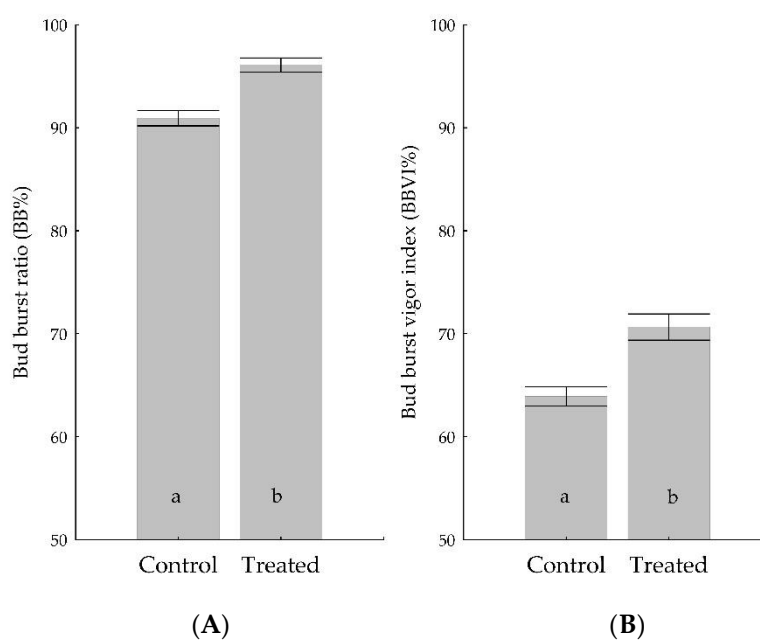 Bud burst ratio (BB%)
100
90
80
70
60
50
a
b
Control
Treated
(A)
Bud burst vigor index (BBVI%)
100
90
80
70
60
50
a
b
Control
Treated
(B)